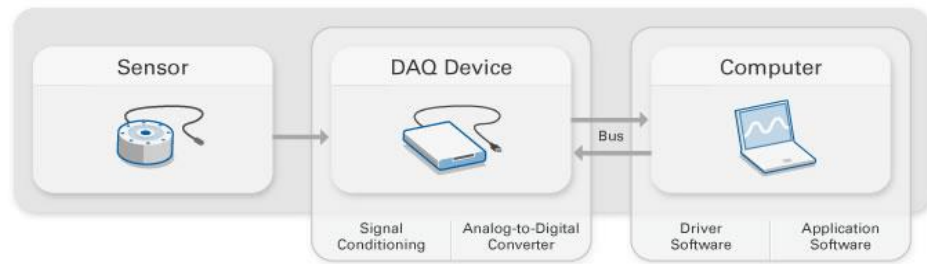 Sensor
DAQ Device
Computer
Bus
Signal
Conditioning
Analog-to-Digital
Converter
Driver
Software
Application
Software